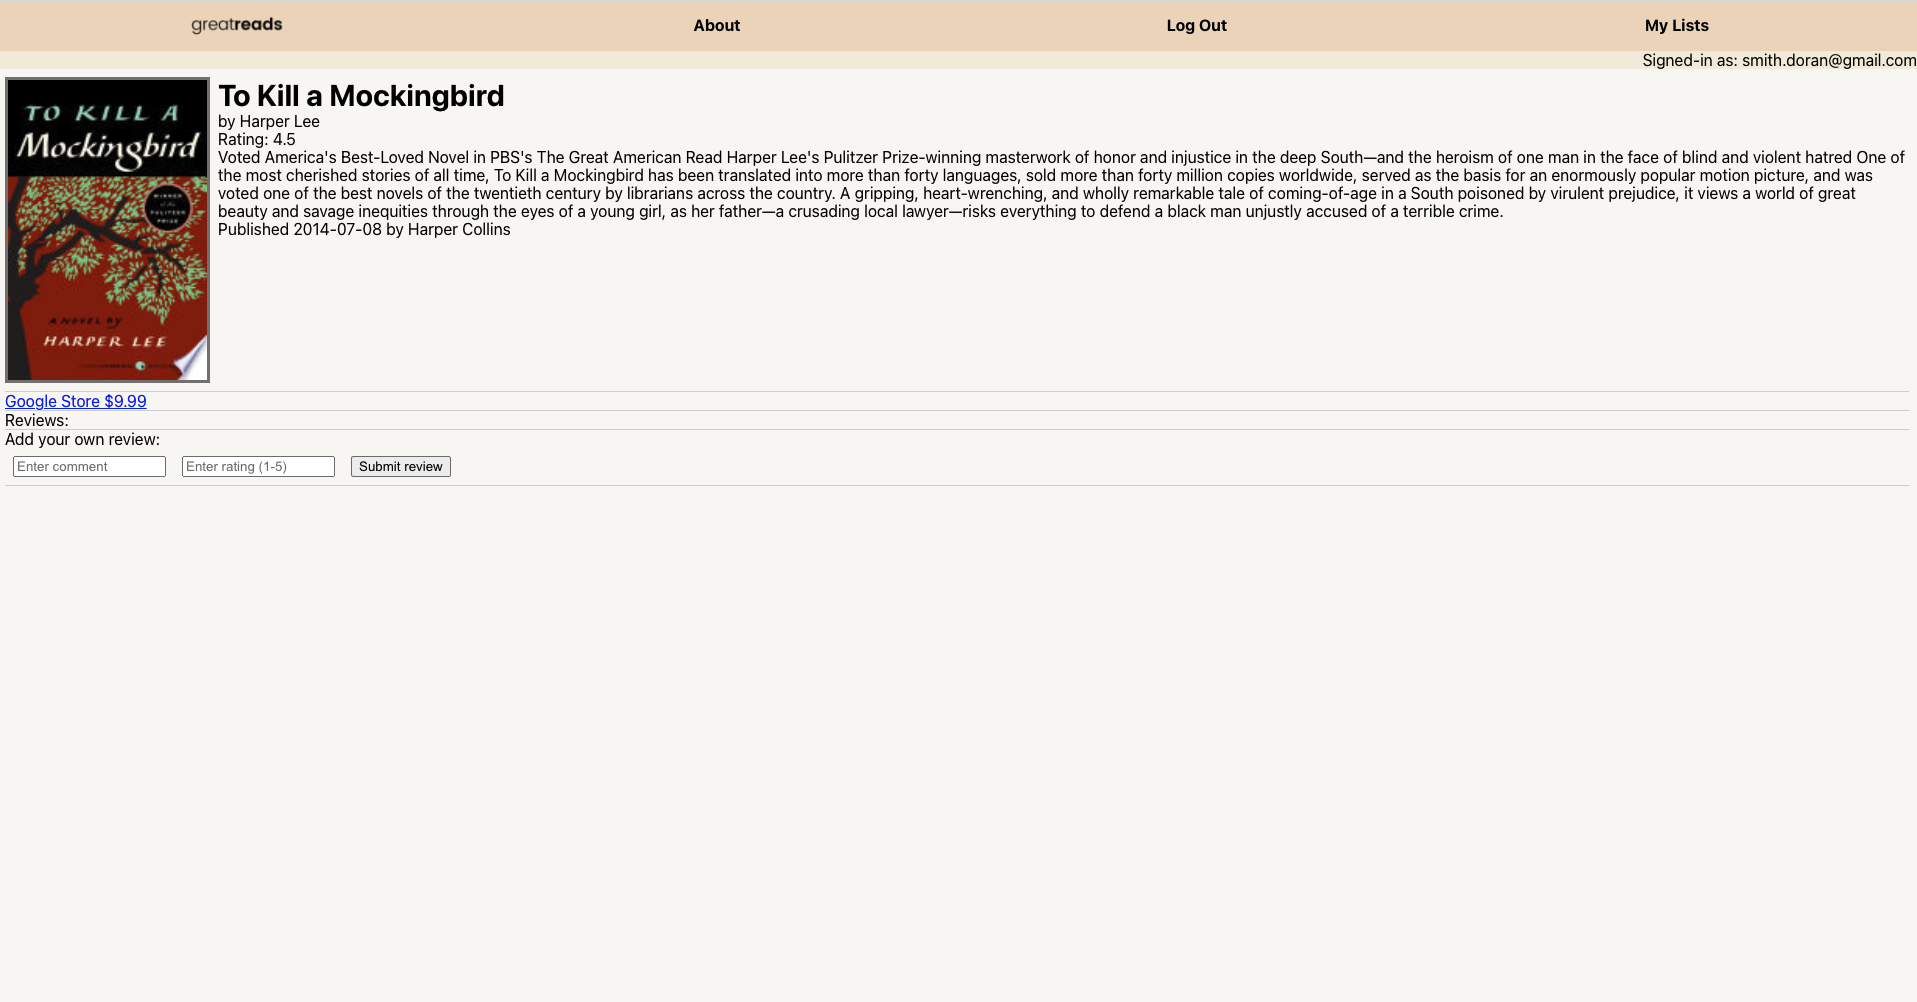 greatreads
About
Log Out
My Lists
Signed-in as: smith.doran@gmail.com
TO KILL A
Mockingbird
WINNER
of the
PULITZER
PRIZE
A NOVEL BY
HARPER LEE
To Kill a Mockingbird
by Harper Lee
Rating: 4.5
Voted America's Best-Loved Novel in PBS's The Great American Read Harper Lee's Pulitzer Prize-winning masterwork of honor and injustice in the deep South—and the heroism of one man in the face of blind and violent hatred One of
the most cherished stories of all time, To Kill a Mockingbird has been translated into more than forty languages, sold more than forty million copies worldwide, served as the basis for an enormously popular motion picture, and was
voted one of the best novels of the twentieth century by librarians across the country. A gripping, heart-wrenching, and wholly remarkable tale of coming-of-age in a South poisoned by virulent prejudice, it views a world of great
beauty and savage inequities through the eyes of a young girl, as her father—a crusading local lawyer—risks everything to defend a black man unjustly accused of a terrible crime.
Published 2014-07-08 by Harper Collins
Google Store $9.99
Reviews:
Add your own review:
Enter comment
Enter rating (1-5)
Submit review